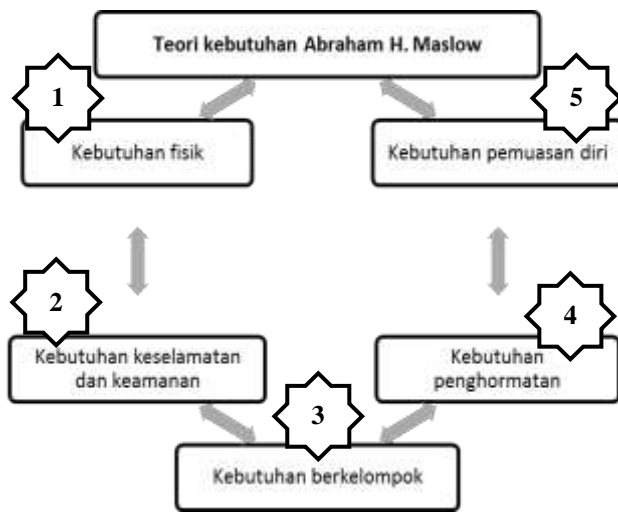 Teori kebutuhan Abraham H. Maslow
1
5
Kebutuhan fisik
Kebutuhan pemuasan diri
2
4
Kebutuhan keselamatan
dan keamanan
Kebutuhan
penghormatan
3
Kebutuhan berkelompok